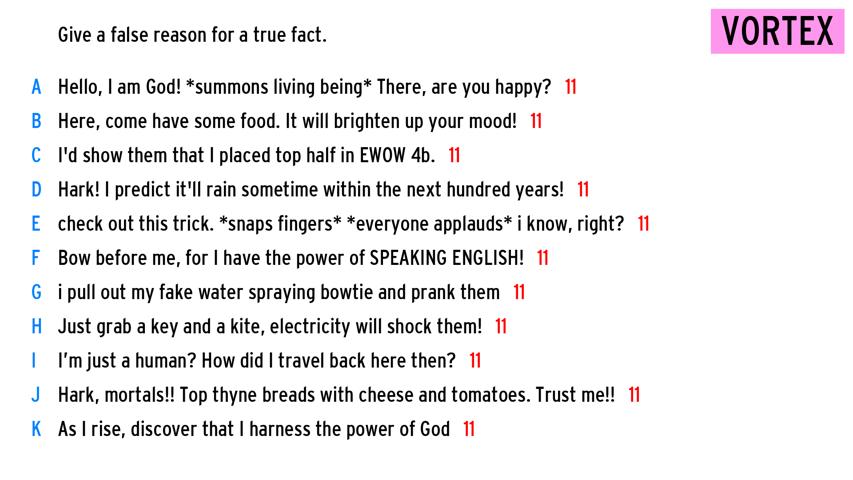 Give a false reason for a true fact.
VORTEX
A Hello, I am God! *summons living being* There, are you happy? 11
B Here, come have some food. It will brighten up your mood! 11
C I'd show them that I placed top half in EWOW 4b. 11
D Hark! I predict it'll rain sometime within the next hundred years! 11
E check out this trick. *snaps fingers* *everyone applauds* i know, right? 11
F Bow before me, for I have the power of SPEAKING ENGLISH! 11
G i pull out my fake water spraying bowtie and prank them 11
H Just grab a key and a kite, electricity will shock them! 11
I I’m just a human? How did I travel back here then? 11
J Hark, mortals!! Top thyne breads with cheese and tomatoes. Trust me!! 11
K As I rise, discover that I harness the power of God 11